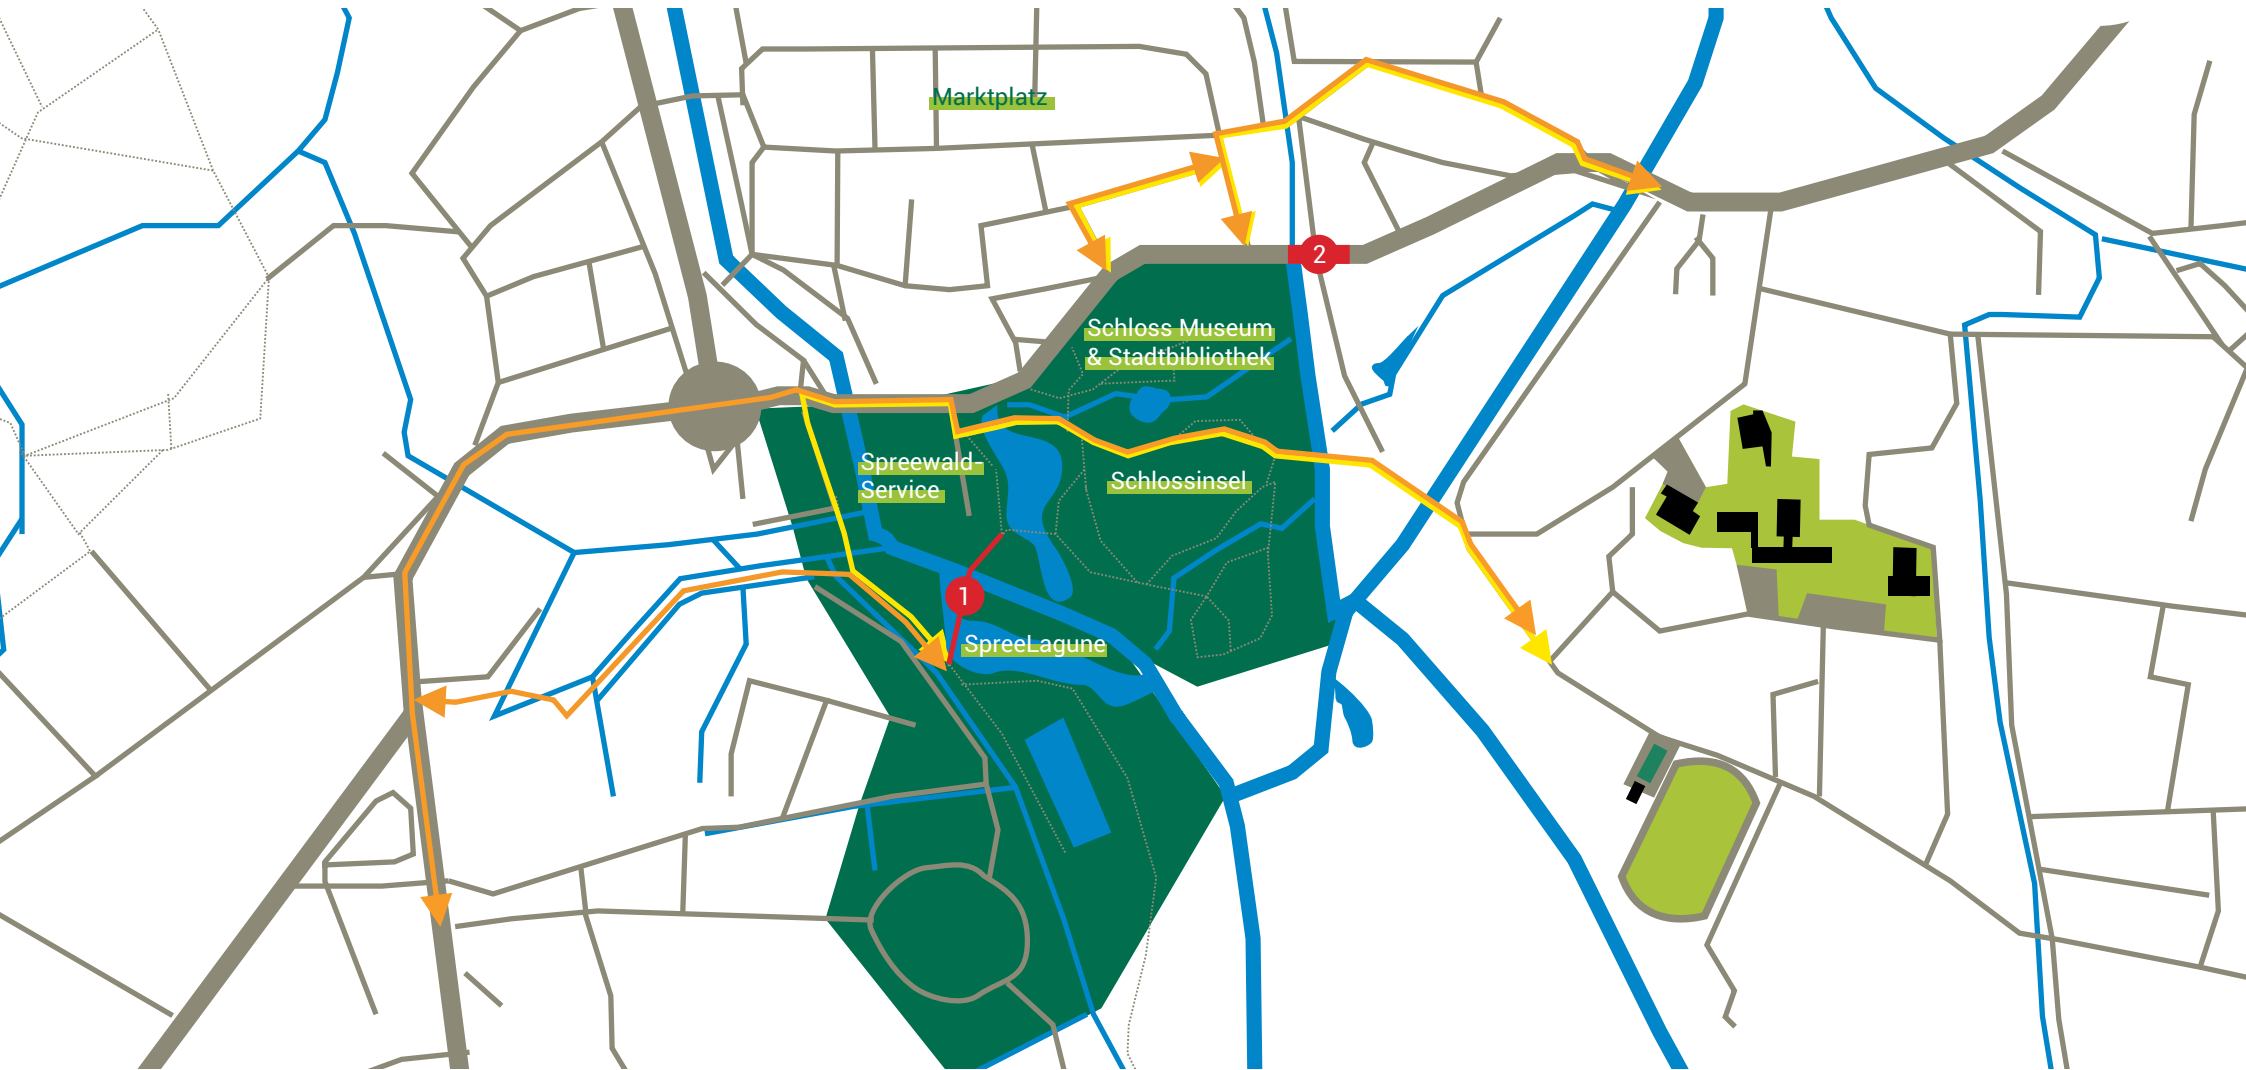 Marktplatz
2
Schloss Museum
& Stadtbibliothek
Spreewald-
Service
Schlossinsel
1
SpreeLagune